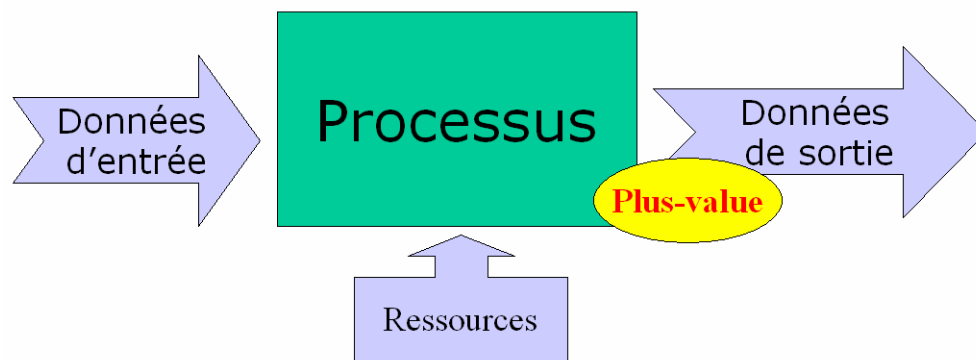 Données
d'entrée
Processus
Données
de sortie
Plus-value
Ressources